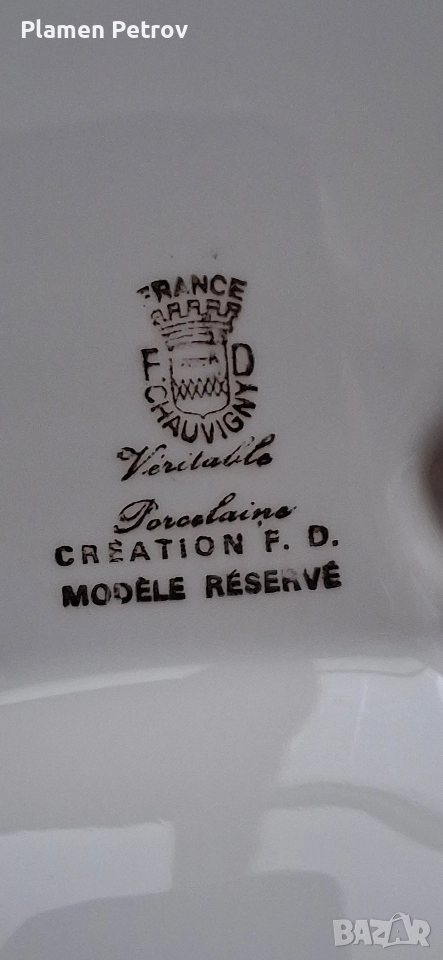 Plamen Petrov
FRANCE
F D
CHAUVIGNY
Véritable
Porcelaine
CRÉATION F. D.
MODÈLE RÉSERVÉ
BAZAR